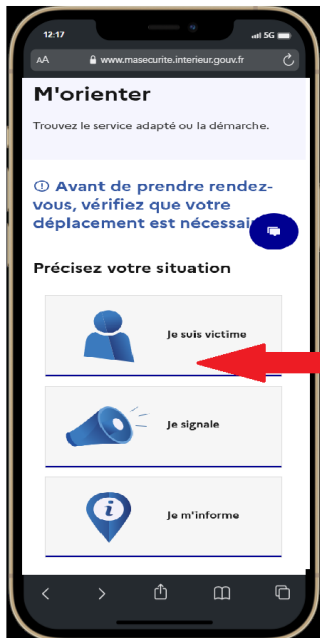 12:17
5G
AA www.masecurite.interieur.gouv.fr
M'orienter
Trouvez le service adapté ou la démarche.
Avant de prendre rendez-
vous, vérifiez que votre
déplacement est nécessai
Précisez votre situation
Je suis victime
Je signale
Je m'informe